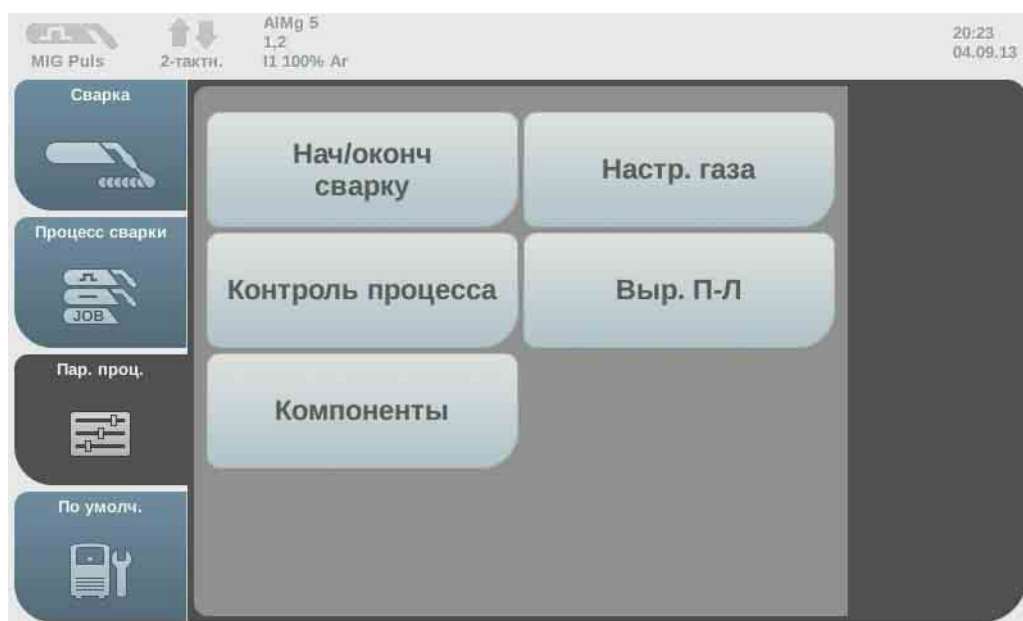 MIG Puls
2-тактн.
AlMg 5
1,2
I1 100% Ar
20:23
04.09.13
Сварка
Процесс сварки
JOB
Пар. проц.
По умолч.
Нач/оконч
сварку
Настр. газа
Контроль процесса
Выр. П-Л
Компоненты